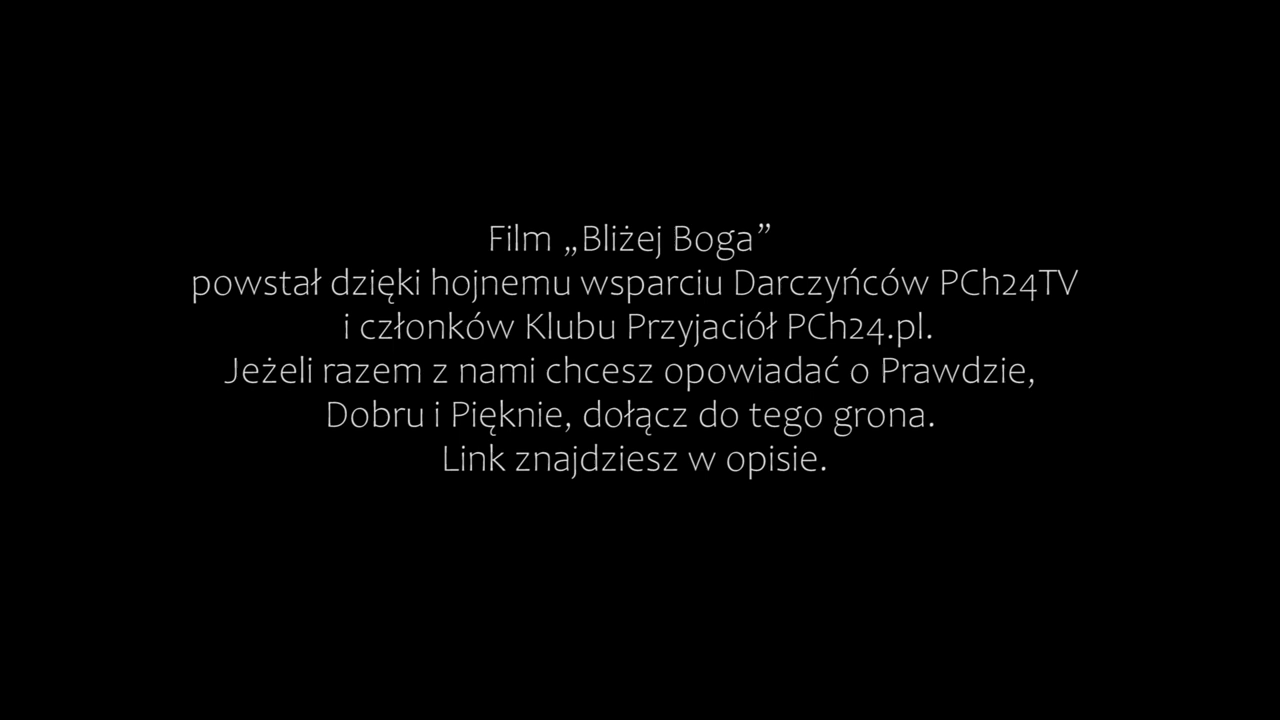 Film „Bliżej Boga”
powstał dzięki hojnemu wsparciu Darczyńców PCh24TV
i członków Klubu Przyjaciół PCh24.pl.
Jeżeli razem z nami chcesz opowiadać o Prawdzie,
Dobru i Pięknie, dołącz do tego grona.
Link znajdziesz w opisie.